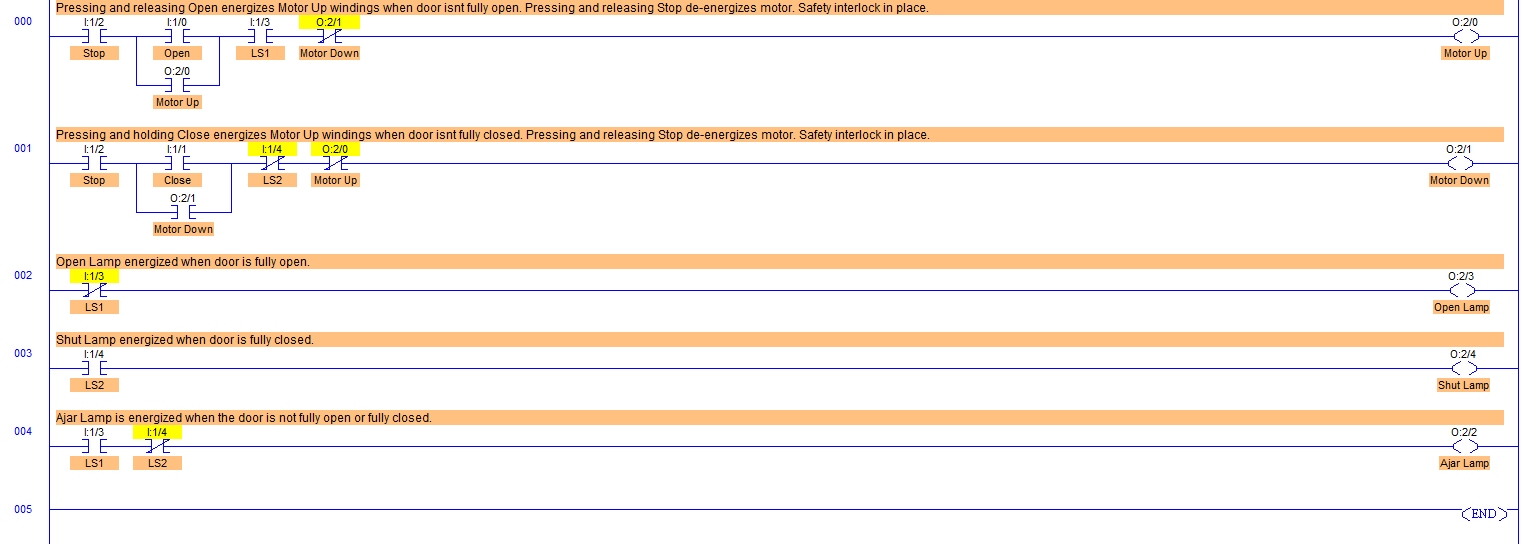 Pressing and releasing Open energizes Motor Up windings when door isnt fully open. Pressing and releasing Stop de-energizes motor. Safety interlock in place.
000 I:1/2 I:1/0 I:1/3 O:2/1 O:2/0
Stop Open LS1 Motor Down Motor Up
O:2/0
Motor Up
Pressing and holding Close energizes Motor Up windings when door isnt fully closed. Pressing and releasing Stop de-energizes motor. Safety interlock in place.
001 I:1/2 I:1/1 I:1/4 O:2/0 O:2/1
Stop Close LS2 Motor Up Motor Down
O:2/1
Motor Down
Open Lamp energized when door is fully open.
002 I:1/3 O:2/3
LS1 Open Lamp
Shut Lamp energized when door is fully closed.
003 I:1/4 O:2/4
LS2 Shut Lamp
Ajar Lamp is energized when the door is not fully open or fully closed.
004 I:1/3 I:1/4 O:2/2
LS1 LS2 Ajar Lamp
005 END